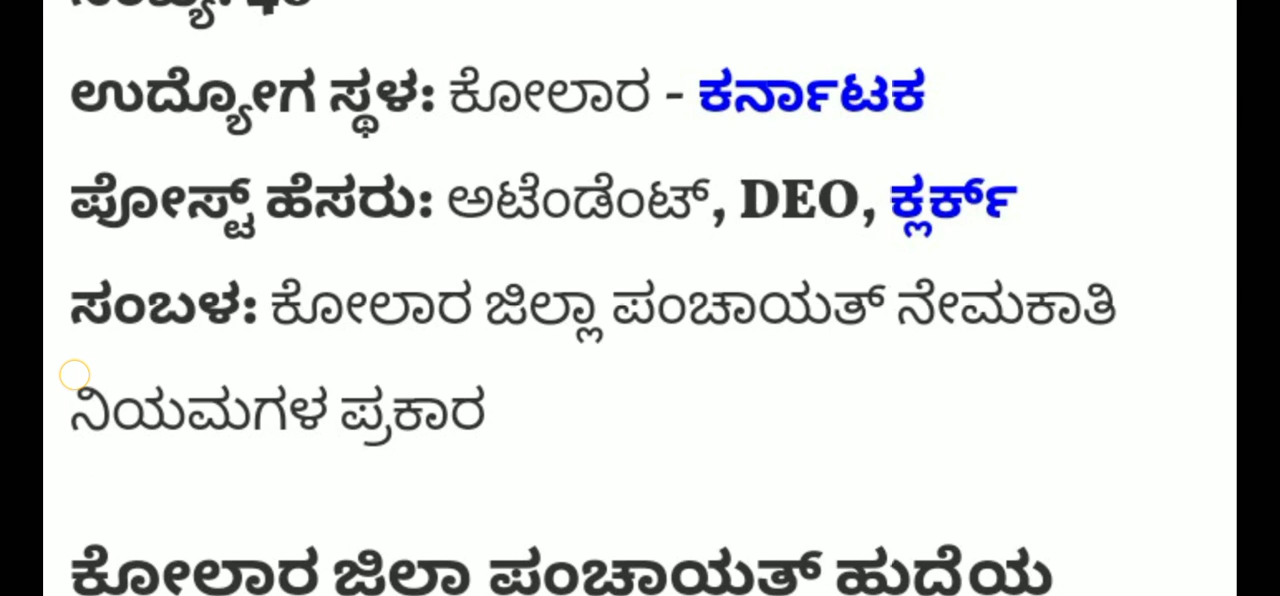 ಉದ್ಯೋಗ ಸ್ಥಳ: ಕೋಲಾರ - ಕರ್ನಾಟಕ
ಪೋಸ್ಟ್ ಹೆಸರು: ಅಟೆಂಡೆಂಟ್, DEO, ಕ್ಲರ್ಕ್
ಸಂಬಳ: ಕೋಲಾರ ಜಿಲ್ಲಾ ಪಂಚಾಯತ್ ನೇಮಕಾತಿ
ನಿಯಮಗಳ ಪ್ರಕಾರ
ಕೋಲಾರ ಜಿಲ್ಲಾ ಪಂಚಾಯತ್ ಹುದ್ದೆಯ